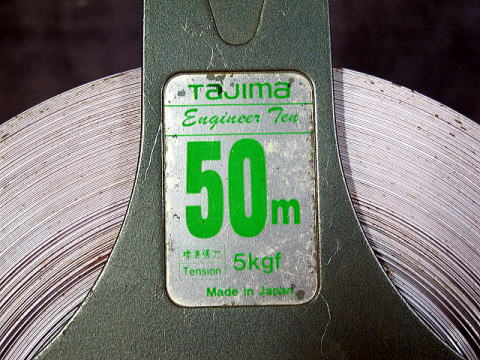 TaJIMa
Engineer Ten
50m
標準張力
Tension 5kgf
Made in Japan